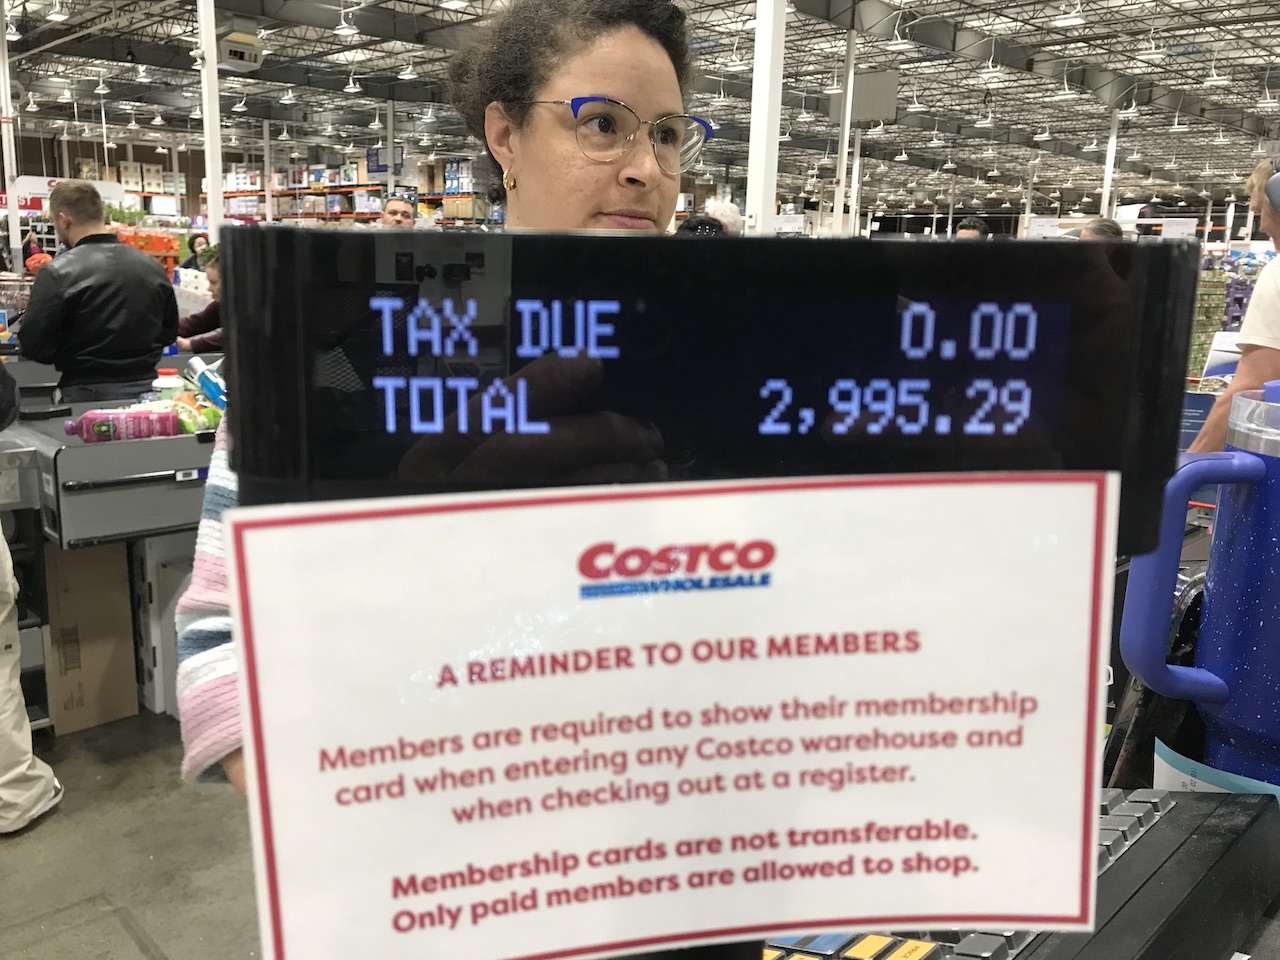 TAX DUE 0.00
TOTAL 2,995.29
COSTCO
WHOLESALE
A REMINDER TO OUR MEMBERS
Members are required to show their membership
card when entering any Costco warehouse and
when checking out at a register.
Membership cards are not transferable.
Only paid members are allowed to shop.